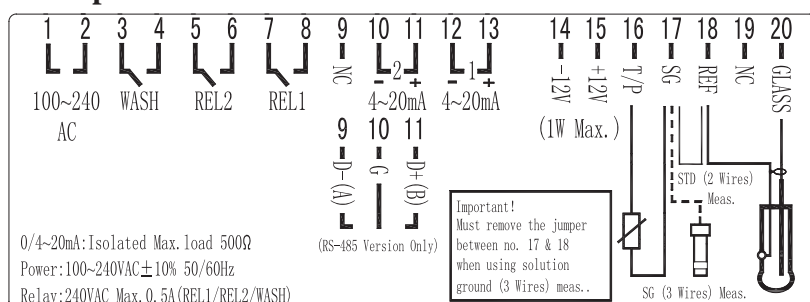 1 2 3 4 5 6 7 8 9 10 11 12 13 14 15 16 17 18 19 20
100~240
AC
WASH
REL2
REL1
NC
- 2 +
4~20mA
- 1 +
4~20mA
-12V
+12V
(1W Max.)
T/P
SG
REF
NC
GLASS
9 10 11
D-(A)
G
D+(B)
(RS-485 Version Only)
STD (2 Wires)
Meas.
Important!
Must remove the jumper
between no. 17 & 18
when using solution
ground (3 Wires) meas..
SG (3 Wires) Meas.
0/4~20mA:Isolated Max.load 500Ω
Power:100~240VAC±10% 50/60Hz
Relay:240VAC Max.0.5A(REL1/REL2/WASH)